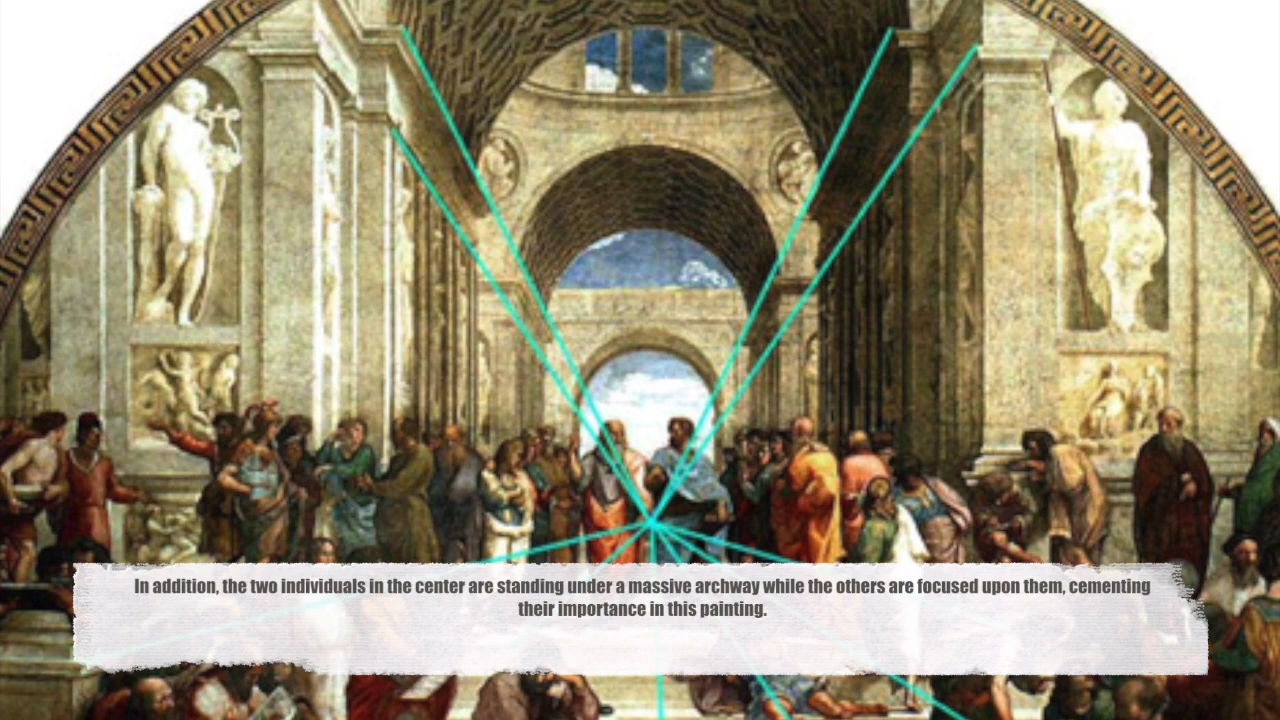 In addition, the two individuals in the center are standing under a massive archway while the others are focused upon them, cementing
their importance in this painting.